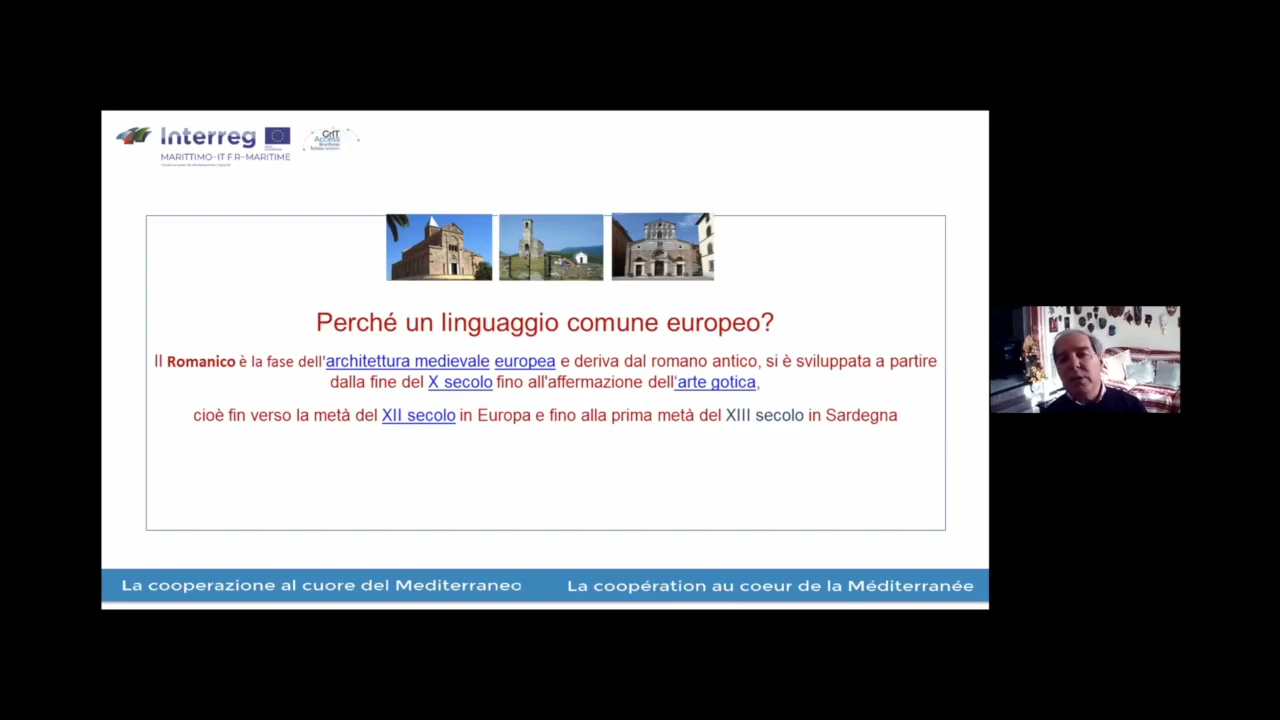 Interreg
MARITTIMO-IT FR-MARITIME
GrIT
Access
Perché un linguaggio comune europeo?
Il Romanico è la fase dell'architettura medievale europea e deriva dal romano antico, si è sviluppata a partire
dalla fine del X secolo fino all'affermazione dell'arte gotica,
cioè fin verso la metà del XII secolo in Europa e fino alla prima metà del XIII secolo in Sardegna
La cooperazione al cuore del Mediterraneo
La coopération au coeur de la Méditerranée